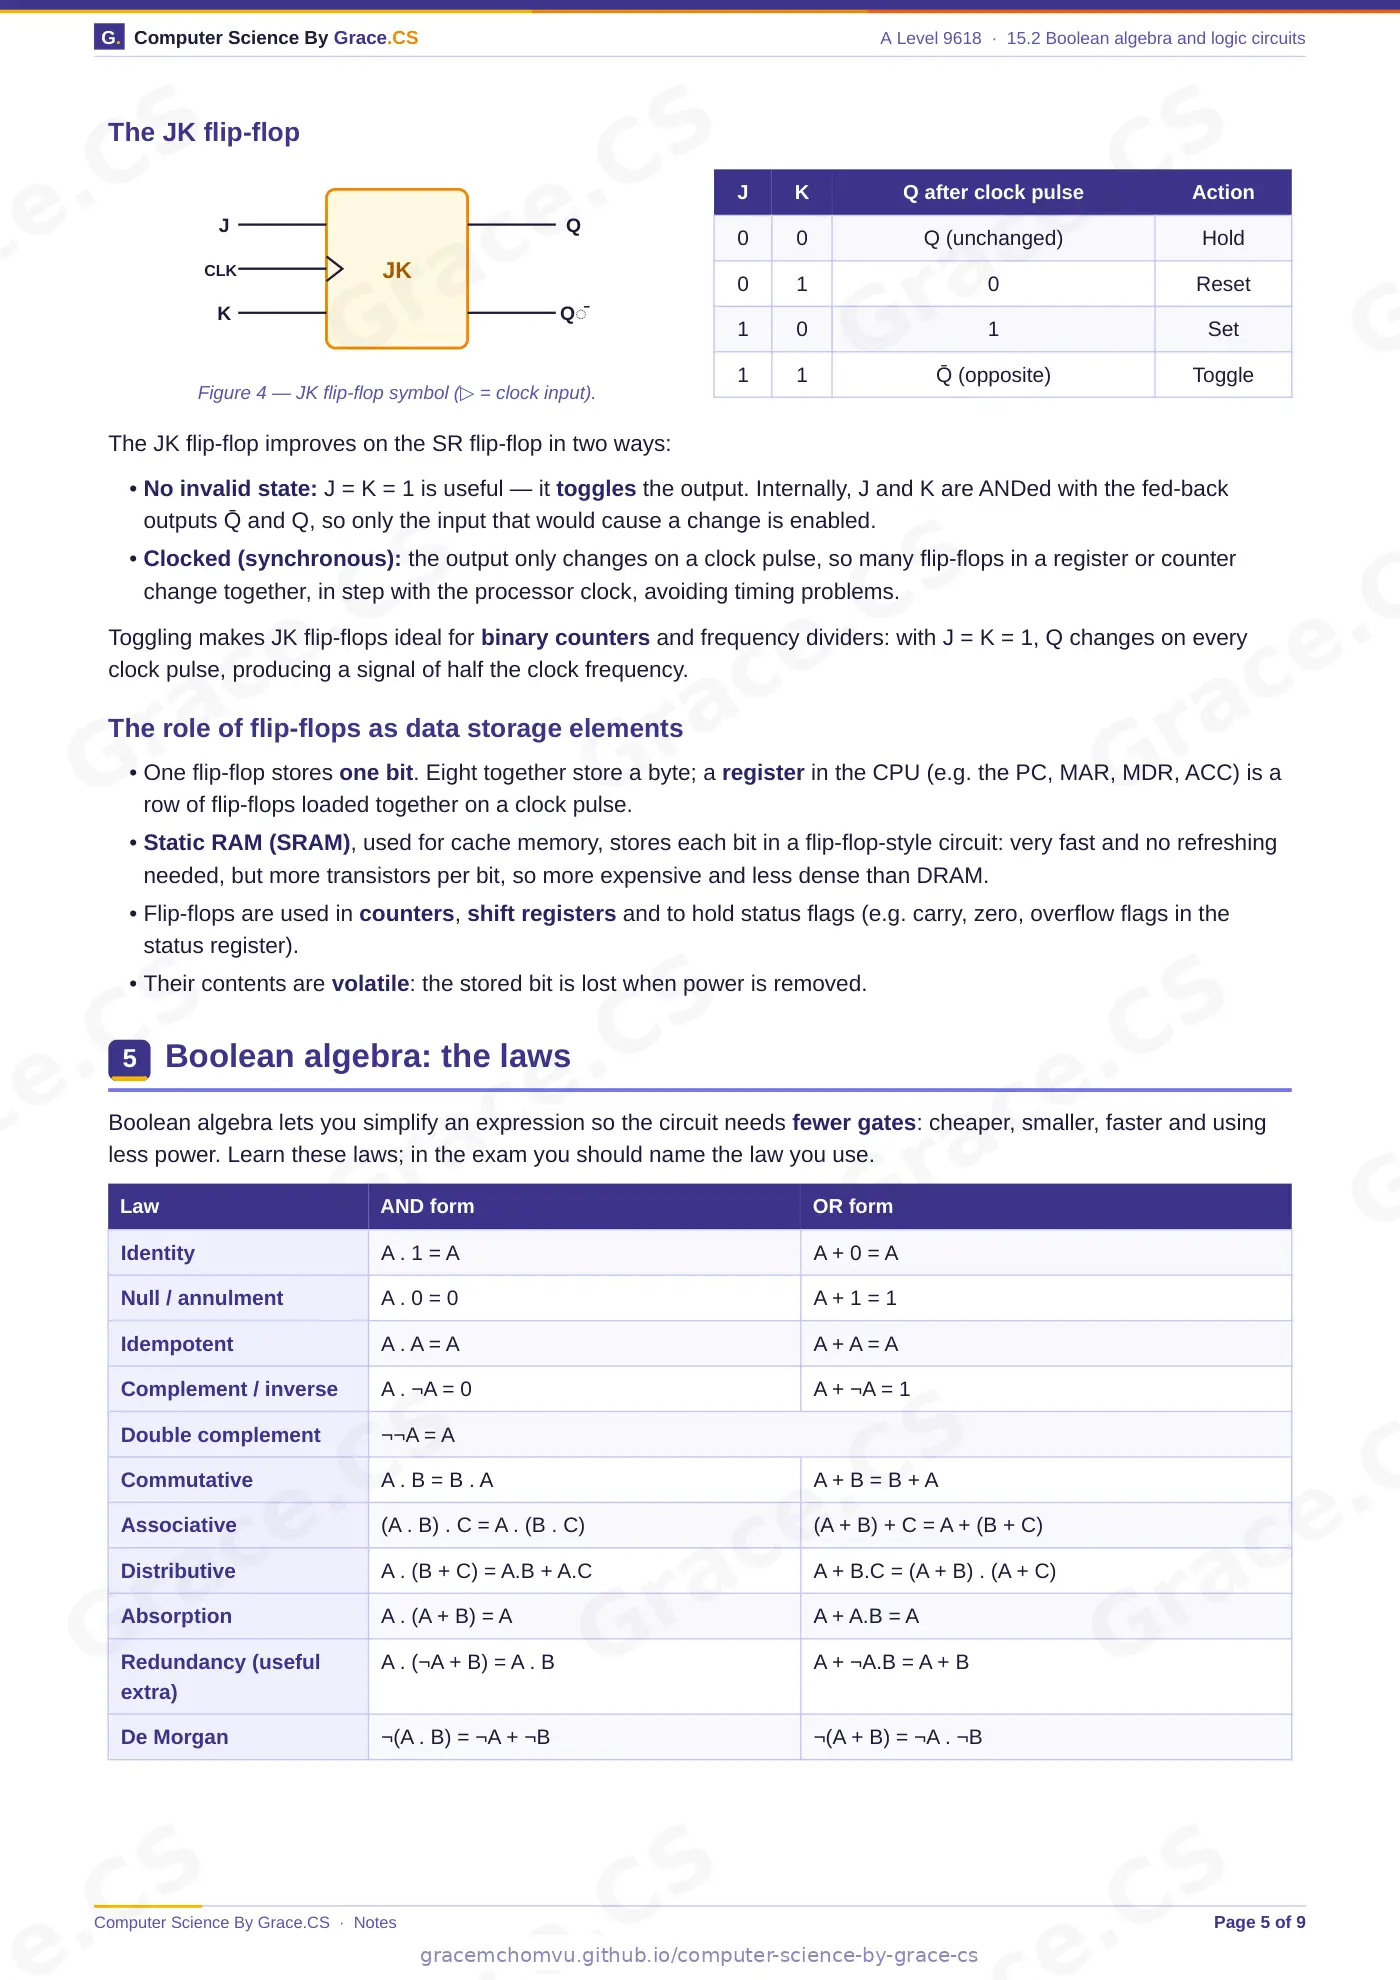 G. Computer Science By Grace.CS
A Level 9618 · 15.2 Boolean algebra and logic circuits
The JK flip-flop
J
CLK
K
JK
Q
Q◌̄
Figure 4 — JK flip-flop symbol (▷ = clock input).
J K Q after clock pulse Action
0 0 Q (unchanged) Hold
0 1 0 Reset
1 0 1 Set
1 1 Q̄ (opposite) Toggle
The JK flip-flop improves on the SR flip-flop in two ways:
• No invalid state: J = K = 1 is useful — it toggles the output. Internally, J and K are ANDed with the fed-back
outputs Q̄ and Q, so only the input that would cause a change is enabled.
• Clocked (synchronous): the output only changes on a clock pulse, so many flip-flops in a register or counter
change together, in step with the processor clock, avoiding timing problems.
Toggling makes JK flip-flops ideal for binary counters and frequency dividers: with J = K = 1, Q changes on every
clock pulse, producing a signal of half the clock frequency.
The role of flip-flops as data storage elements
• One flip-flop stores one bit. Eight together store a byte; a register in the CPU (e.g. the PC, MAR, MDR, ACC) is a
row of flip-flops loaded together on a clock pulse.
• Static RAM (SRAM), used for cache memory, stores each bit in a flip-flop-style circuit: very fast and no refreshing
needed, but more transistors per bit, so more expensive and less dense than DRAM.
• Flip-flops are used in counters, shift registers and to hold status flags (e.g. carry, zero, overflow flags in the
status register).
• Their contents are volatile: the stored bit is lost when power is removed.
5 Boolean algebra: the laws
Boolean algebra lets you simplify an expression so the circuit needs fewer gates: cheaper, smaller, faster and using
less power. Learn these laws; in the exam you should name the law you use.
Law AND form OR form
Identity A . 1 = A A + 0 = A
Null / annulment A . 0 = 0 A + 1 = 1
Idempotent A . A = A A + A = A
Complement / inverse A . ¬A = 0 A + ¬A = 1
Double complement ¬¬A = A
Commutative A . B = B . A A + B = B + A
Associative (A . B) . C = A . (B . C) (A + B) + C = A + (B + C)
Distributive A . (B + C) = A.B + A.C A + B.C = (A + B) . (A + C)
Absorption A . (A + B) = A A + A.B = A
Redundancy (useful
extra) A . (¬A + B) = A . B A + ¬A.B = A + B
De Morgan ¬(A . B) = ¬A + ¬B ¬(A + B) = ¬A . ¬B
Computer Science By Grace.CS · Notes
Page 5 of 9
gracemchomvu.github.io/computer-science-by-grace-cs
Grace.CS